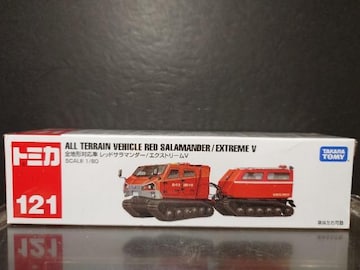 トミカ
121
ALL TERRAIN VEHICLE RED SALAMANDER/EXTREME V
全地形対応車 レッドサラマンダー/エクストリームV
SCALE 1/90
TAKARA
TOMY